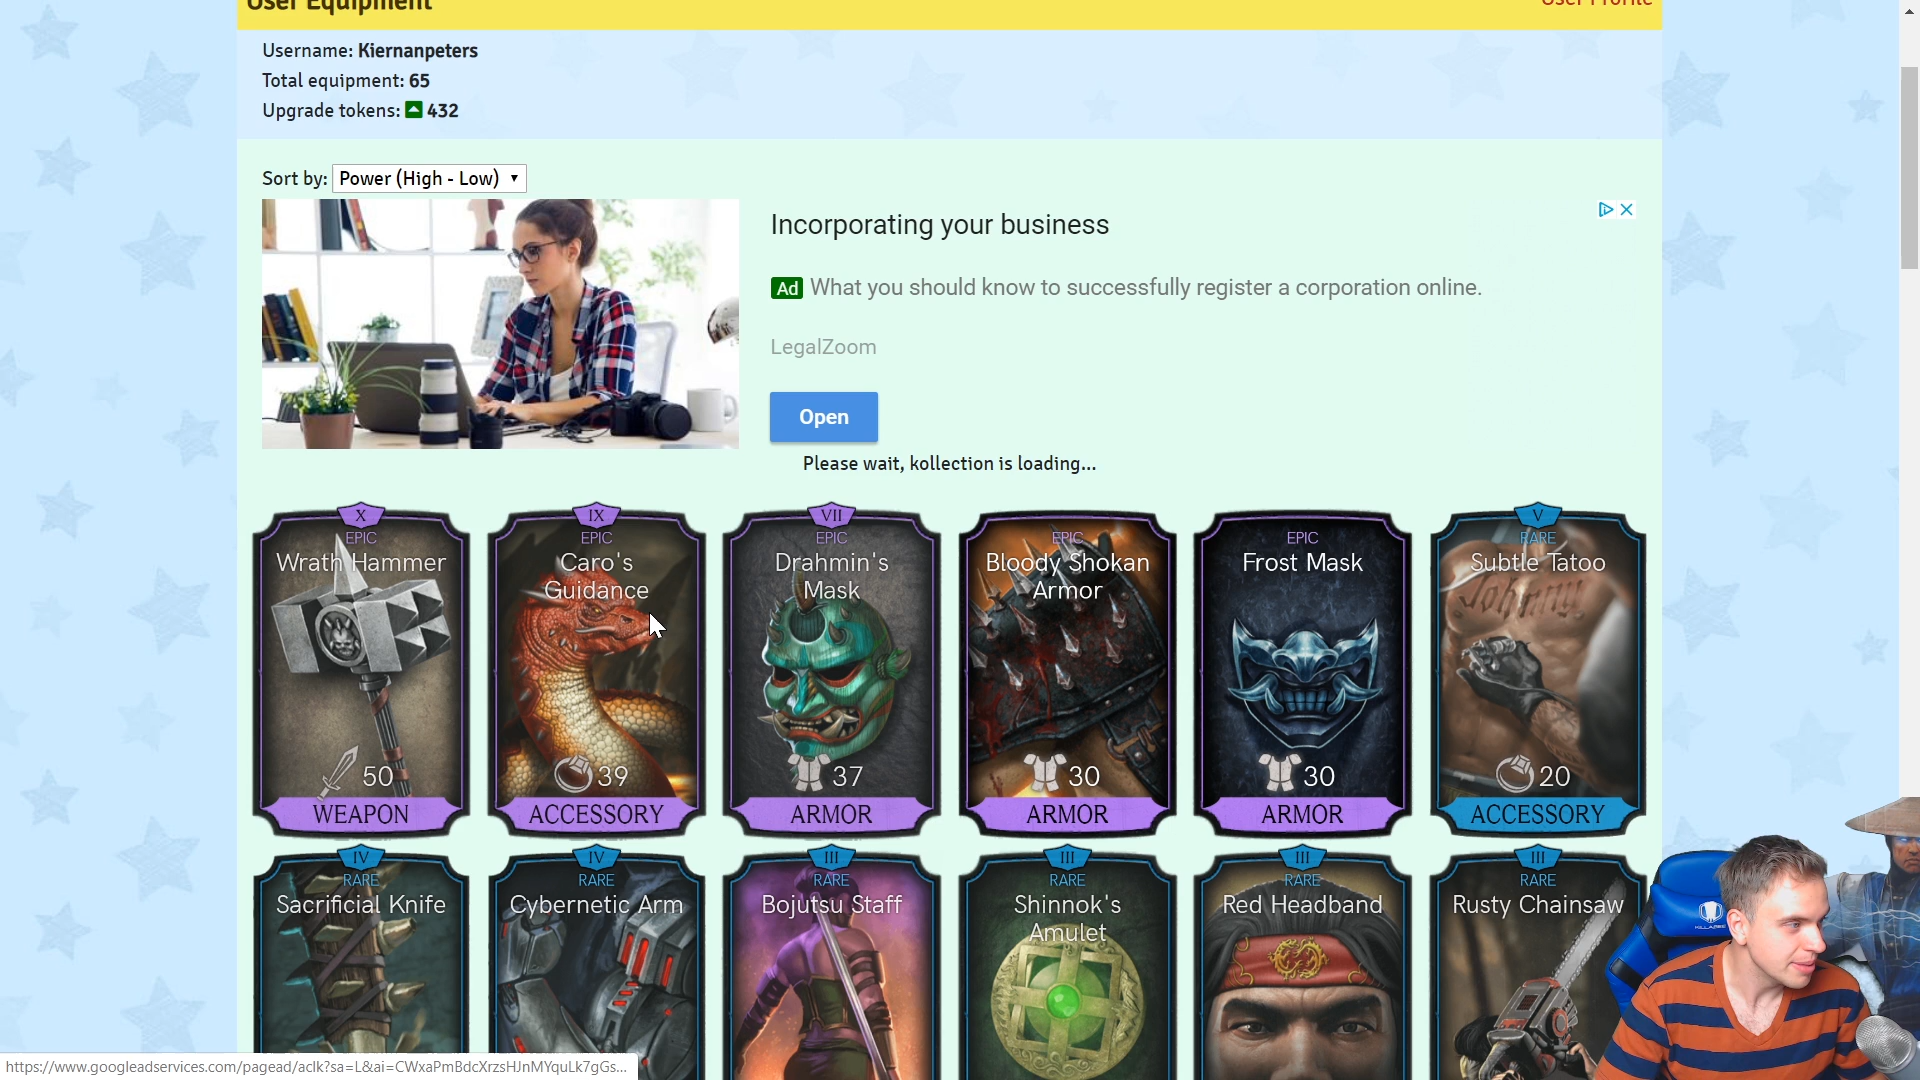 User Equipment
User Profile
Username: Kiernanpeters
Total equipment: 65
Upgrade tokens: 432
Sort by: Power (High - Low)
Incorporating your business
Ad What you should know to successfully register a corporation online.
LegalZoom
Open
Please wait, kollection is loading...
X
EPIC
Wrath Hammer
50
WEAPON
IX
EPIC
Caro's
Guidance
39
ACCESSORY
VII
EPIC
Drahmin's
Mask
37
ARMOR
EPIC
Bloody Shokan
Armor
30
ARMOR
EPIC
Frost Mask
30
ARMOR
V
RARE
Subtle Tatoo
Johnny
20
ACCESSORY
IV
RARE
Sacrificial Knife
IV
RARE
Cybernetic Arm
III
RARE
Bojutsu Staff
III
RARE
Shinnok's
Amulet
III
RARE
Red Headband
III
RARE
Rusty Chainsaw
https://www.googleadservices.com/pagead/aclk?sa=L&ai=CWxaPmBdcXrzsHJnMYquLk7gGs...